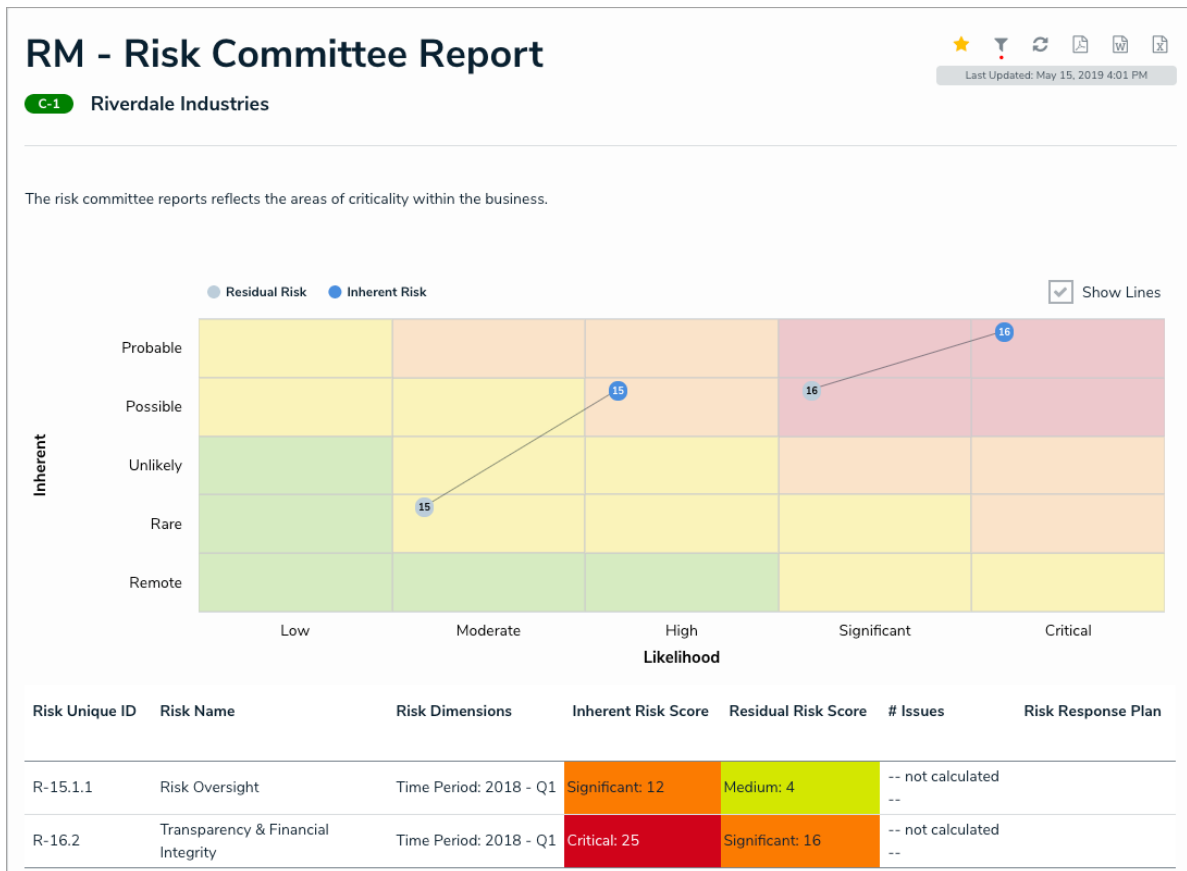 RM - Risk Committee Report
Last Updated: May 15, 2019 4:01 PM
C-1 Riverdale Industries
The risk committee reports reflects the areas of criticality within the business.
Residual Risk Inherent Risk Show Lines
Probable
Possible
Unlikely
Rare
Remote
Inherent
16
15
16
15
Low Moderate High Significant Critical
Likelihood
Risk Unique ID Risk Name Risk Dimensions Inherent Risk Score Residual Risk Score # Issues Risk Response Plan
R-15.1.1 Risk Oversight Time Period: 2018 - Q1 Significant: 12 Medium: 4 -- not calculated
--
R-16.2 Transparency & Financial
Integrity Time Period: 2018 - Q1 Critical: 25 Significant: 16 -- not calculated
--